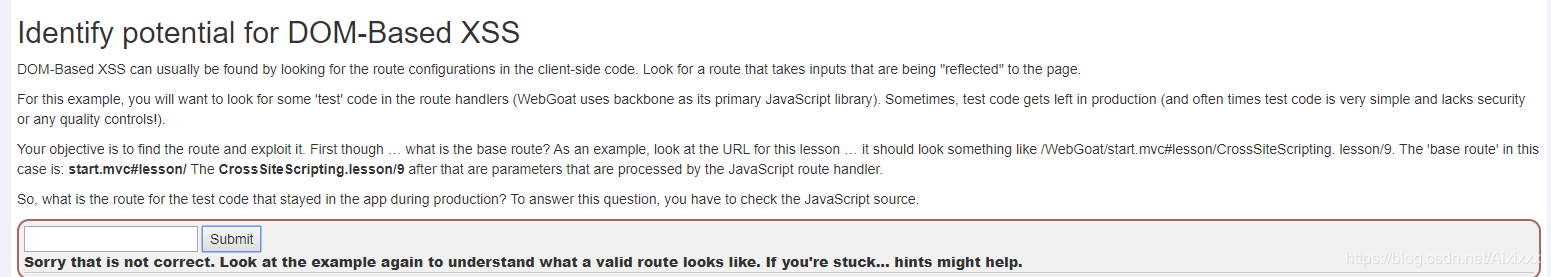 Identify potential for DOM-Based XSS
DOM-Based XSS can usually be found by looking for the route configurations in the client-side code. Look for a route that takes inputs that are being "reflected" to the page.
For this example, you will want to look for some 'test' code in the route handlers (WebGoat uses backbone as its primary JavaScript library). Sometimes, test code gets left in production (and often times test code is very simple and lacks security
or any quality controls!).
Your objective is to find the route and exploit it. First though … what is the base route? As an example, look at the URL for this lesson … it should look something like /WebGoat/start.mvc#lesson/CrossSiteScripting. lesson/9. The 'base route' in this
case is: start.mvc#lesson/ The CrossSiteScripting.lesson/9 after that are parameters that are processed by the JavaScript route handler.
So, what is the route for the test code that stayed in the app during production? To answer this question, you have to check the JavaScript source.
Submit
Sorry that is not correct. Look at the example again to understand what a valid route looks like. If you're stuck... hints might help.